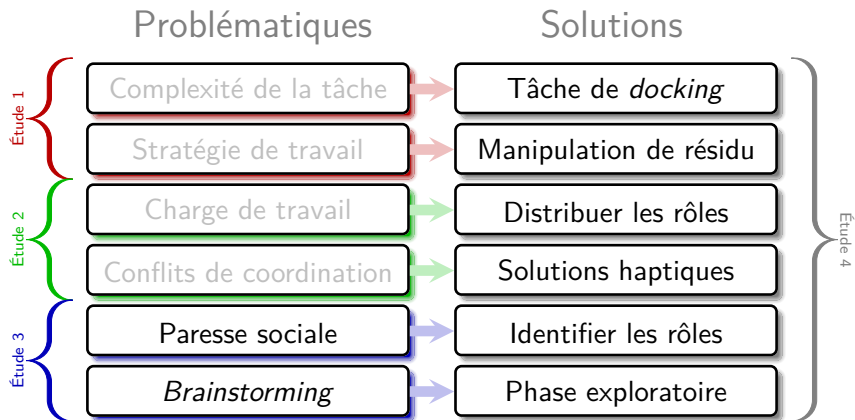 Problématiques
Solutions
Étude 1
Complexité de la tâche
Tâche de docking
Stratégie de travail
Manipulation de résidu
Étude 2
Charge de travail
Distribuer les rôles
Conflits de coordination
Solutions haptiques
Étude 3
Paresse sociale
Identifier les rôles
Brainstorming
Phase exploratoire
Étude 4